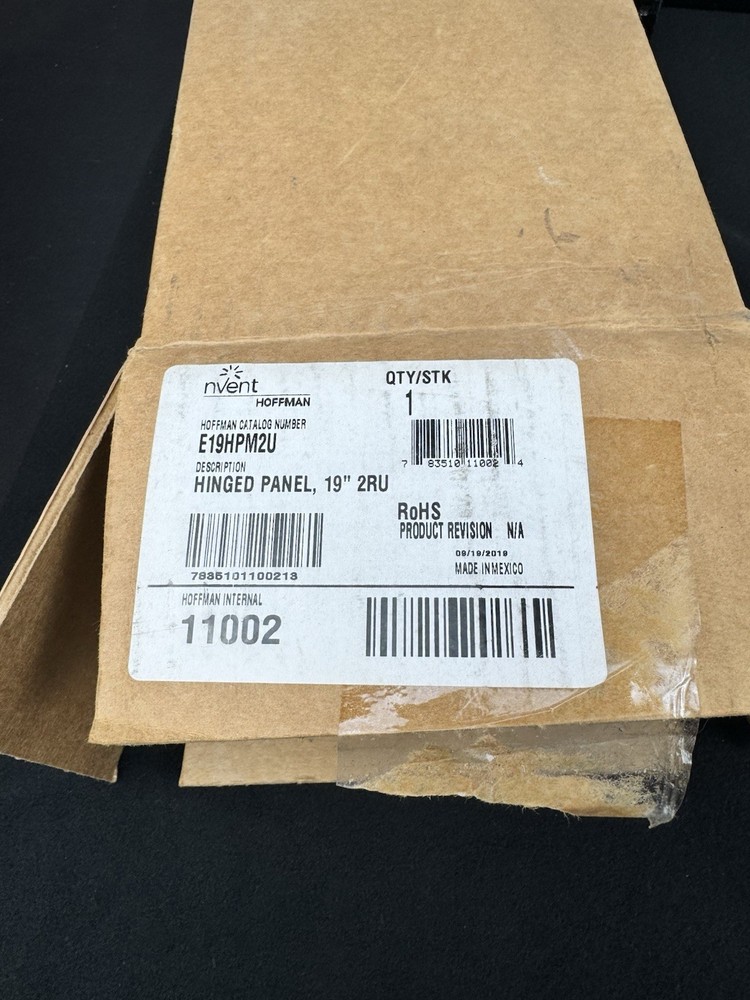 nvent
HOFFMAN
QTY/STK
1
HOFFMAN CATALOG NUMBER
E19HPM2U
7 83510 11002 4
DESCRIPTION
HINGED PANEL, 19" 2RU
RoHS
PRODUCT REVISION N/A
09/19/2019
MADE IN MEXICO
7835101100213
HOFFMAN INTERNAL
11002